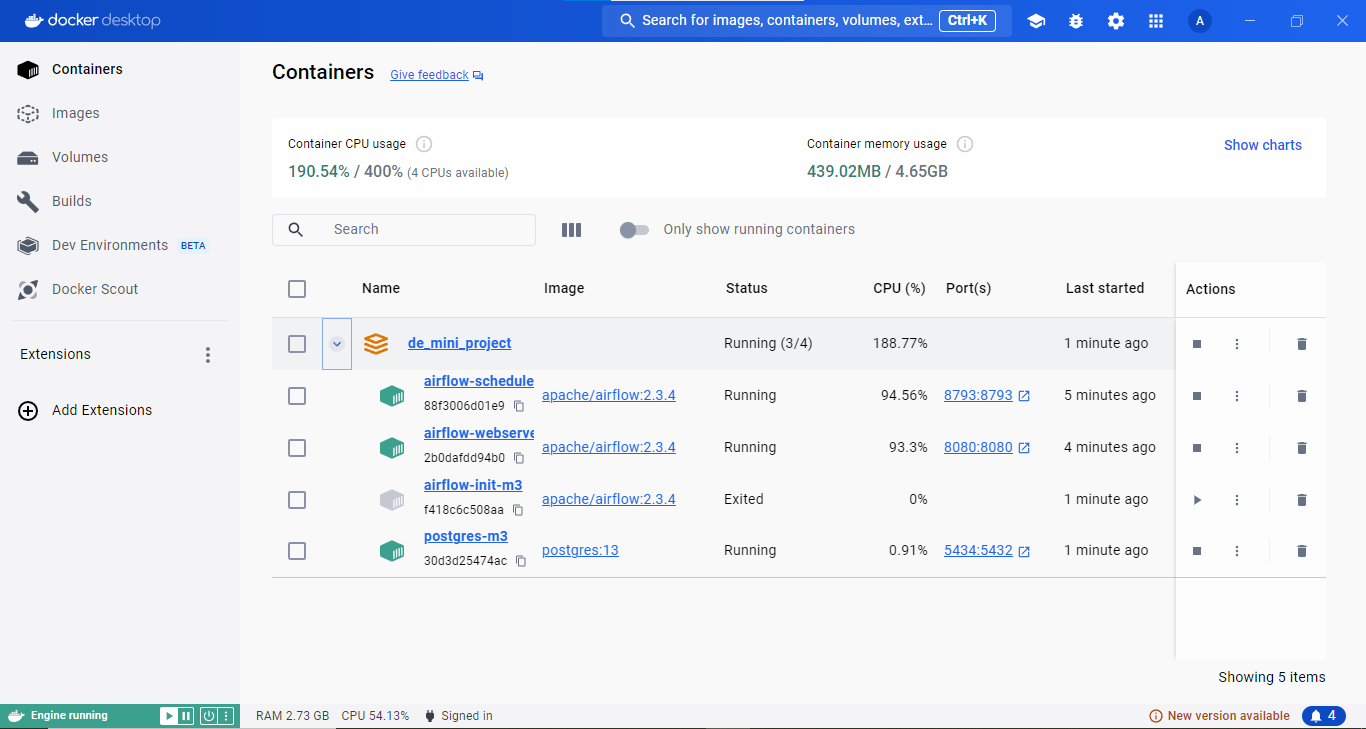 docker desktop
Search for images, containers, volumes, ext... Ctrl+K
A
Containers
Images
Volumes
Builds
Dev Environments BETA
Docker Scout
Extensions
Add Extensions
Containers Give feedback
Container CPU usage
190.54% / 400% (4 CPUs available)
Container memory usage
439.02MB / 4.65GB
Show charts
Search
Only show running containers
Name Image Status CPU (%) Port(s) Last started Actions
de_mini_project Running (3/4) 188.77% 1 minute ago
airflow-schedule
88f3006d01e9
apache/airflow:2.3.4 Running 94.56% 8793:8793 5 minutes ago
airflow-webserve
2b0dafdd94b0
apache/airflow:2.3.4 Running 93.3% 8080:8080 4 minutes ago
airflow-init-m3
f418c6c508aa
apache/airflow:2.3.4 Exited 0% 1 minute ago
postgres-m3
30d3d25474ac
postgres:13 Running 0.91% 5434:5432 1 minute ago
Showing 5 items
Engine running
RAM 2.73 GB CPU 54.13% Signed in
New version available 4